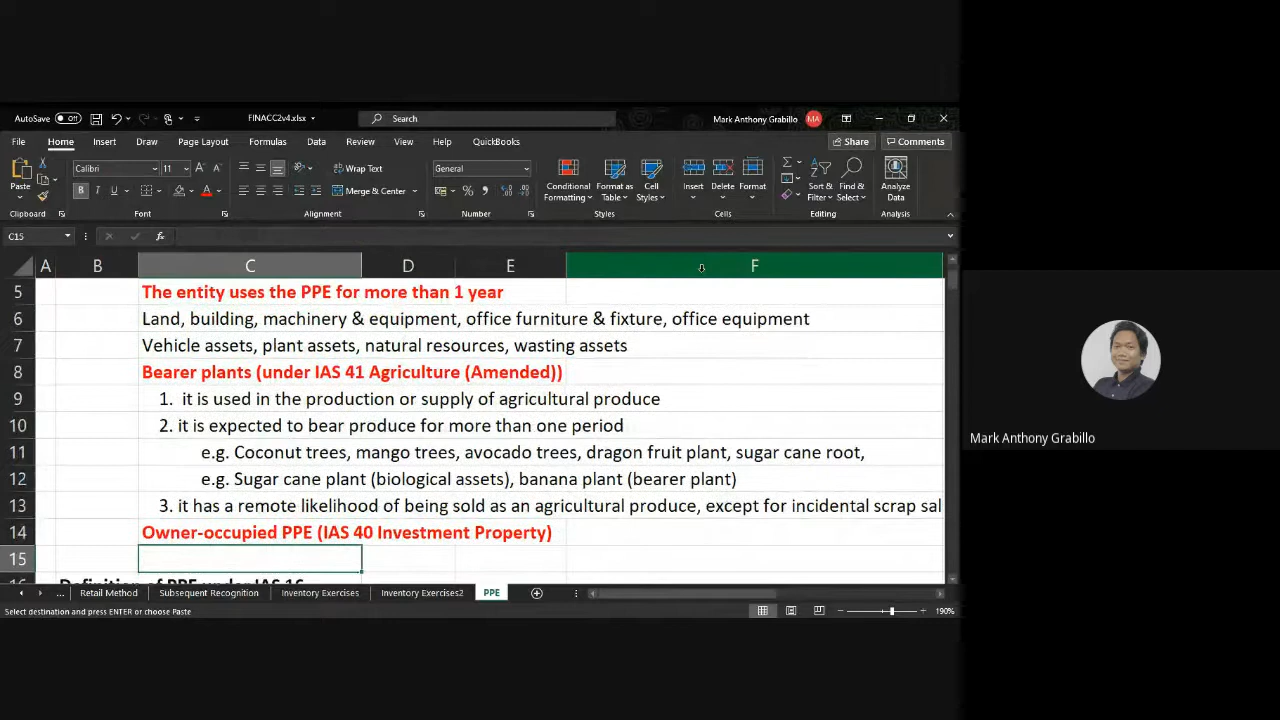 AutoSave Off
FINACC2v4.xlsx
Search
Mark Anthony Grabillo MA
File Home Insert Draw Page Layout Formulas Data Review View Help QuickBooks
Share Comments
Paste
Calibri 11
B I U
Wrap Text
Merge & Center
General
Conditional Formatting
Format as Table
Cell Styles
Insert Delete Format
Sort & Filter
Find & Select
Analyze Data
Clipboard Font Alignment Number Styles Cells Editing Analysis
C15 fx
A B C D E F
5 The entity uses the PPE for more than 1 year
6 Land, building, machinery & equipment, office furniture & fixture, office equipment
7 Vehicle assets, plant assets, natural resources, wasting assets
8 Bearer plants (under IAS 41 Agriculture (Amended))
9 1. it is used in the production or supply of agricultural produce
10 2. it is expected to bear produce for more than one period
11 e.g. Coconut trees, mango trees, avocado trees, dragon fruit plant, sugar cane root,
12 e.g. Sugar cane plant (biological assets), banana plant (bearer plant)
13 3. it has a remote likelihood of being sold as an agricultural produce, except for incidental scrap sal
14 Owner-occupied PPE (IAS 40 Investment Property)
15
16 Definition of PPE under IAS 16
... Retail Method Subsequent Recognition Inventory Exercises Inventory Exercises2 PPE
Select destination and press ENTER or choose Paste
190%
Mark Anthony Grabillo